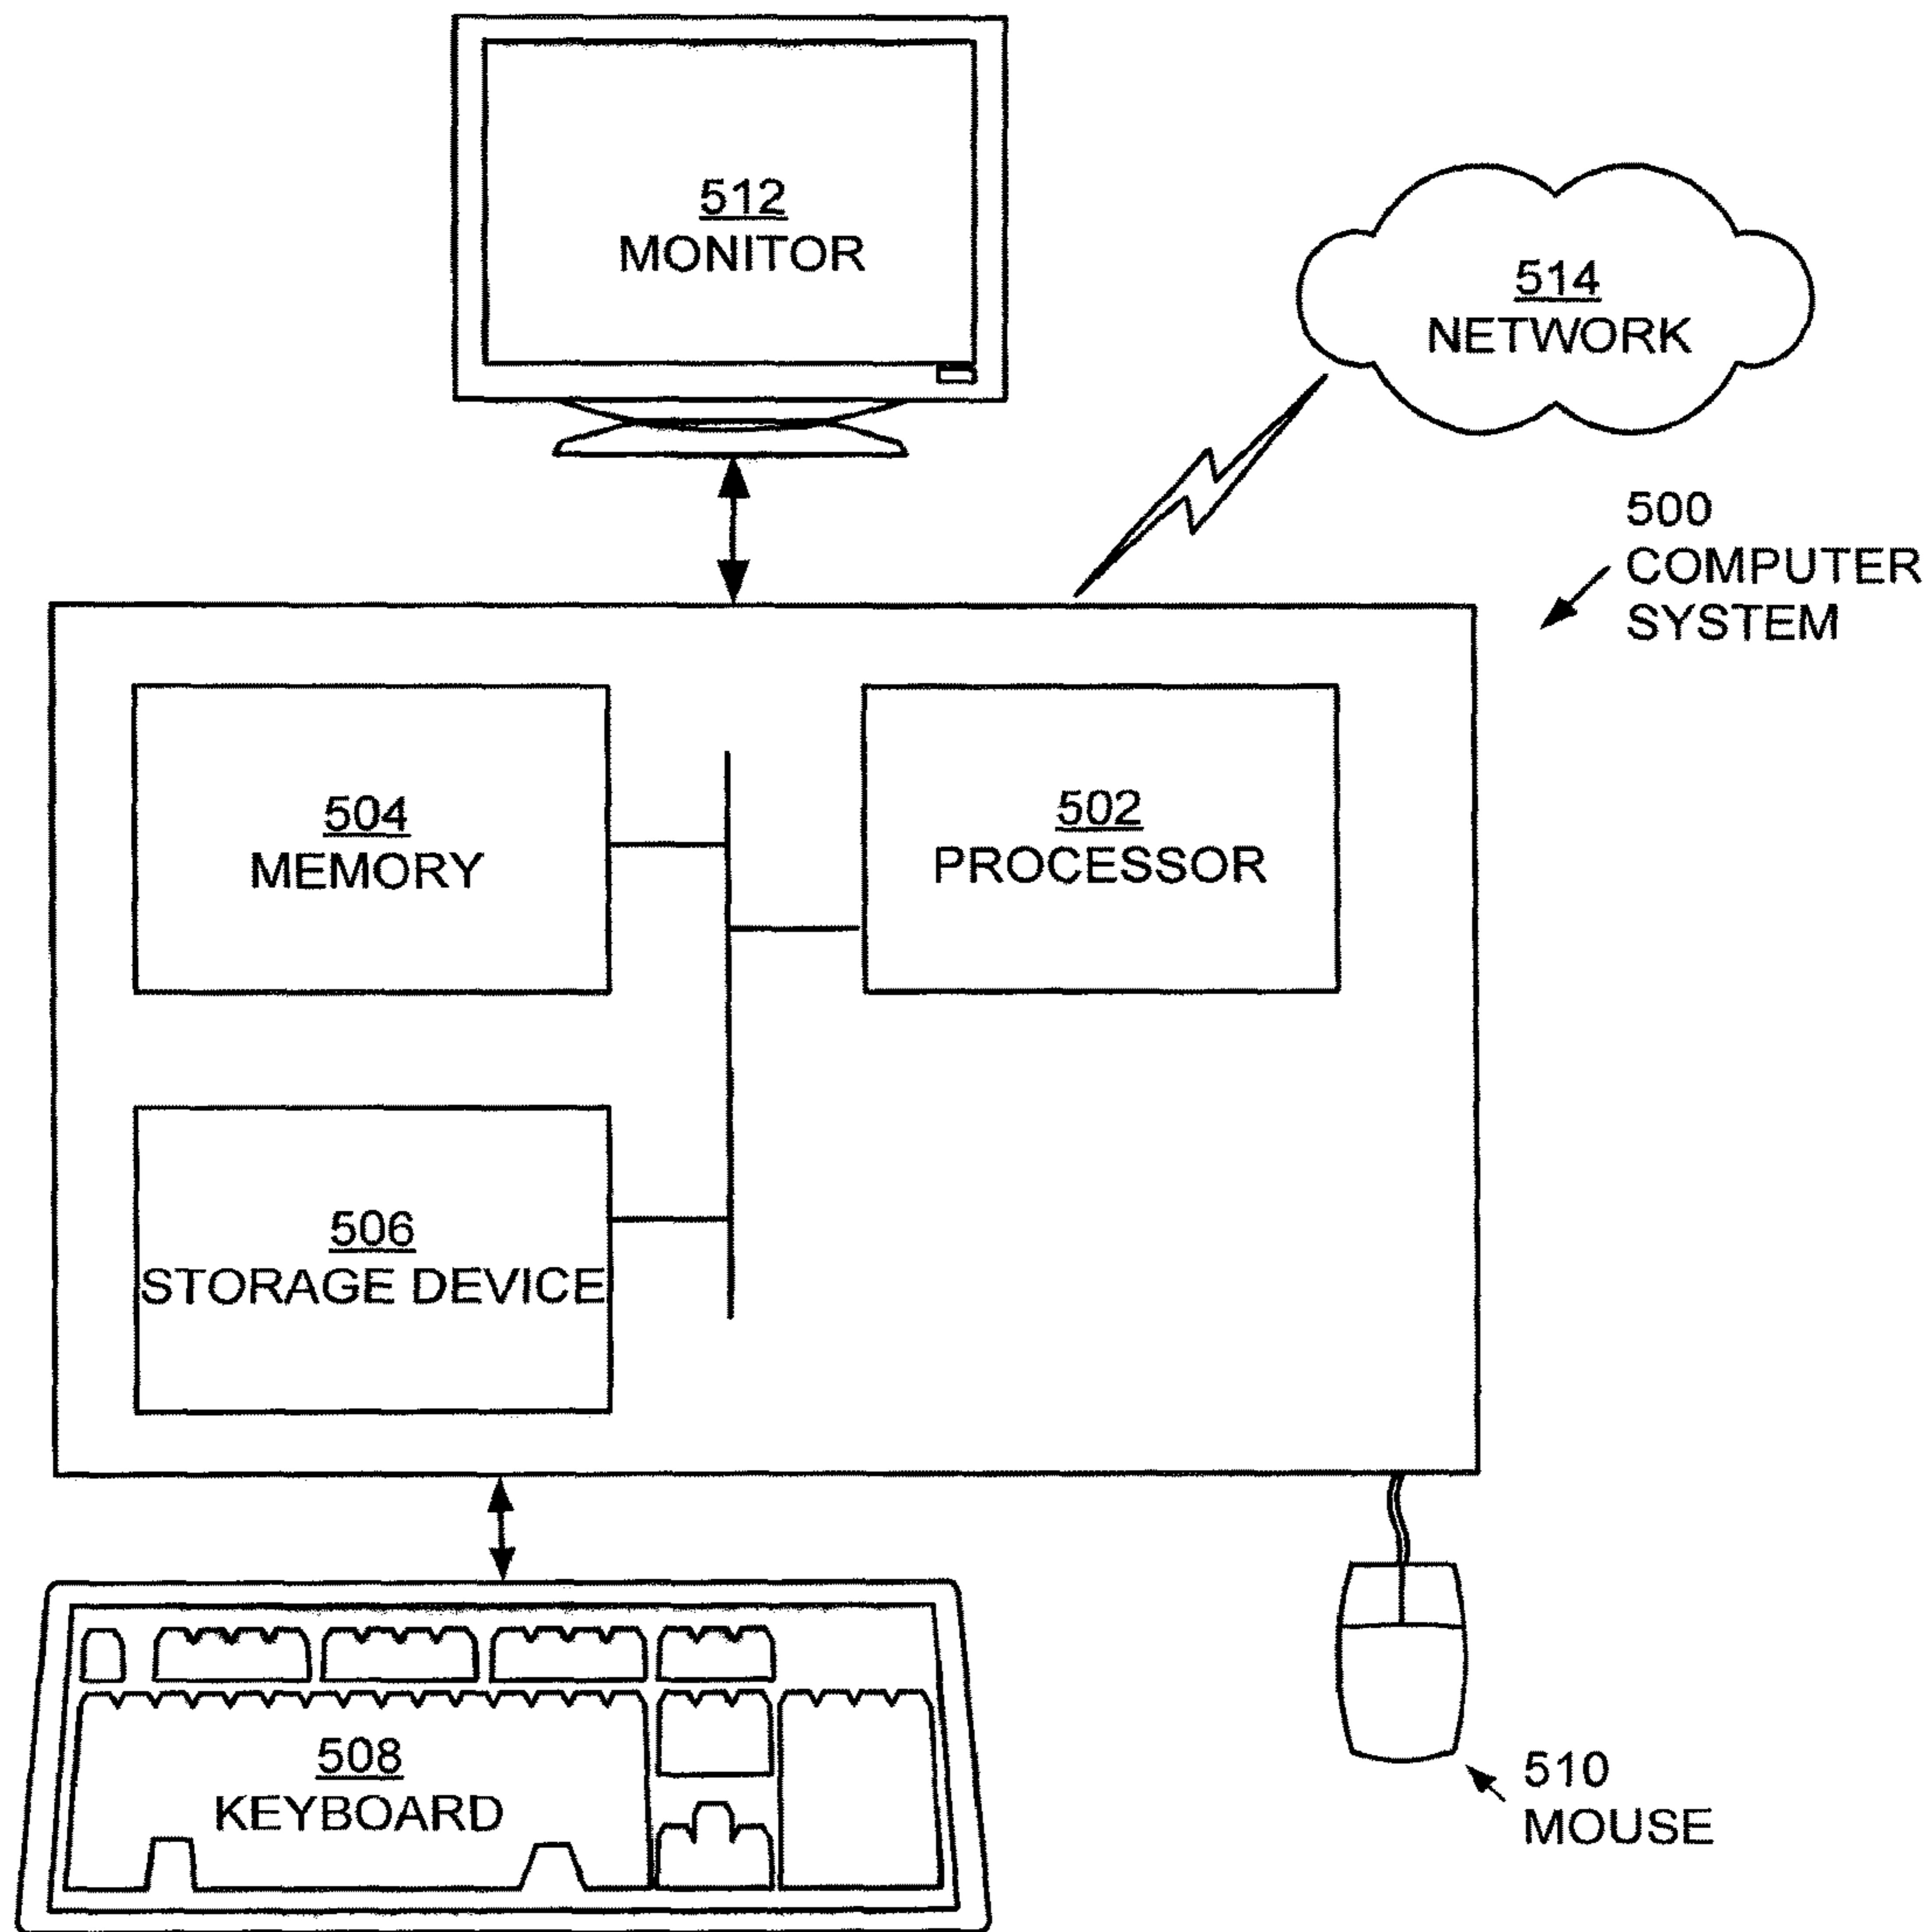 512
MONITOR
514
NETWORK
500
COMPUTER
SYSTEM
504
MEMORY
502
PROCESSOR
506
STORAGE DEVICE
508
KEYBOARD
510
MOUSE